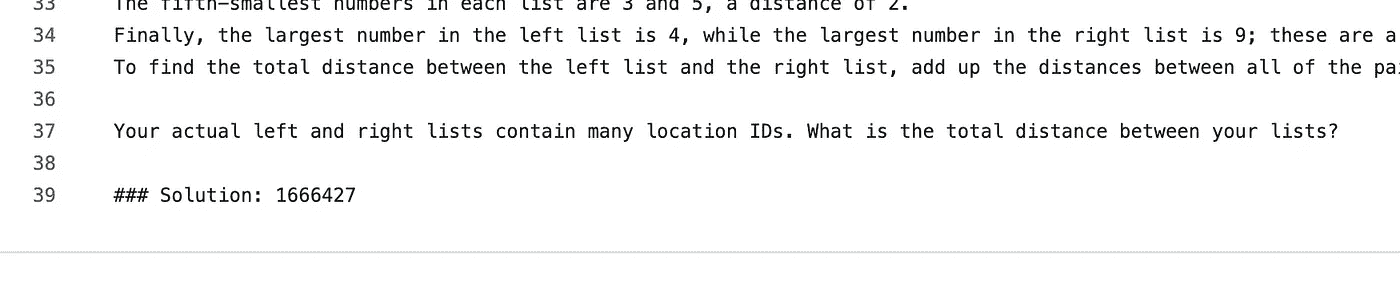 33 The fifth-smallest numbers in each list are 3 and 5, a distance of 2.
34 Finally, the largest number in the left list is 4, while the largest number in the right list is 9; these are a
35 To find the total distance between the left list and the right list, add up the distances between all of the
36
37 Your actual left and right lists contain many location IDs. What is the total distance between your lists?
38
39 ### Solution: 1666427